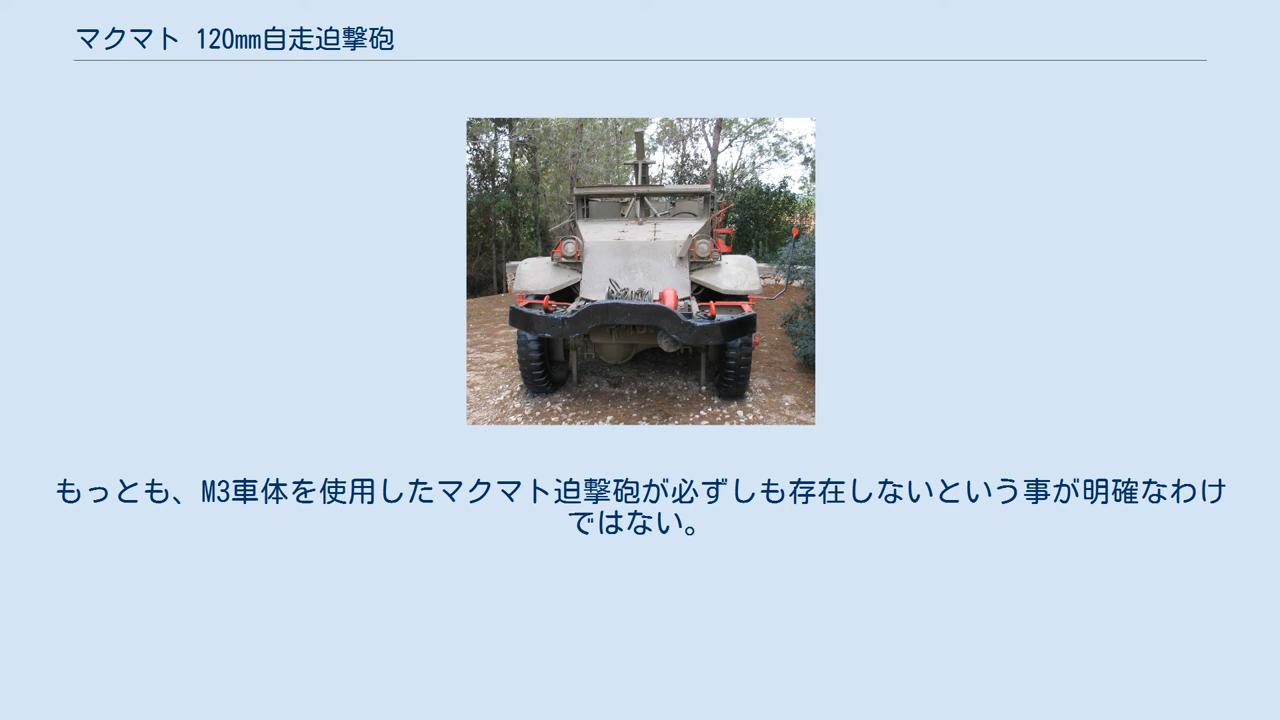 マクマト 120mm自走迫撃砲
もっとも、M3車体を使用したマクマト迫撃砲が必ずしも存在しないという事が明確なわけ
ではない。